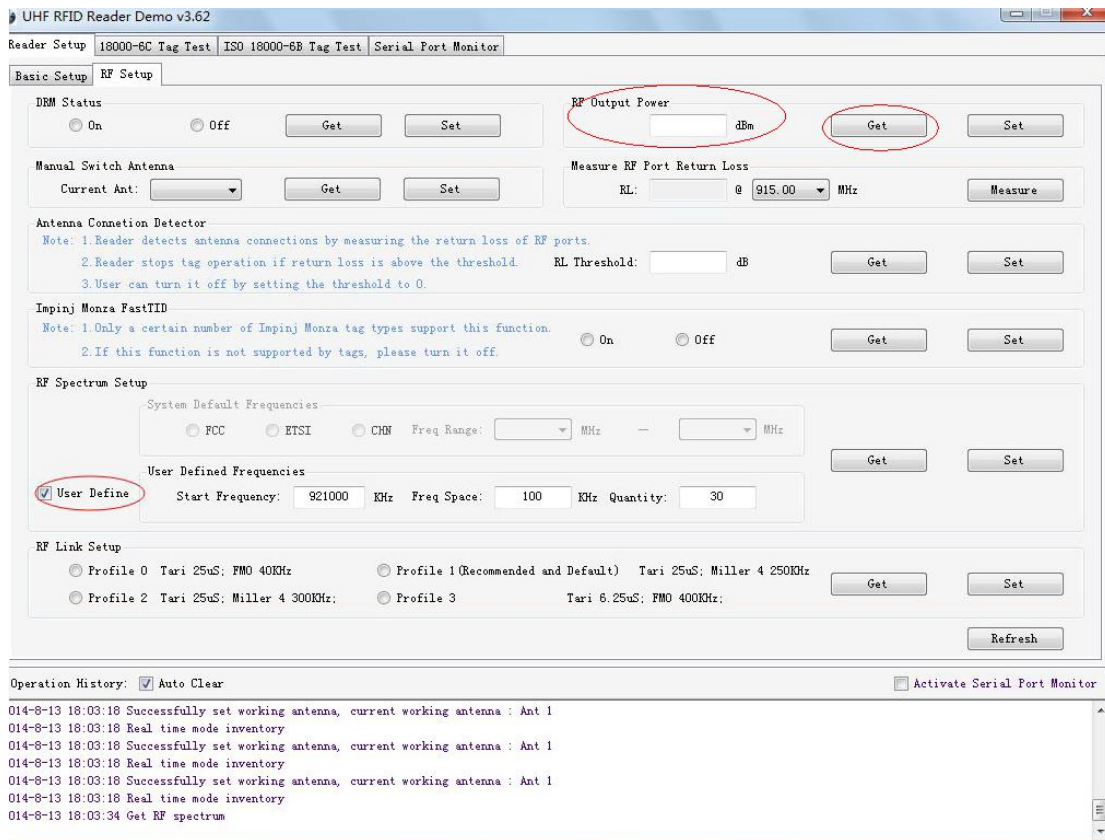 UHF RFID Reader Demo v3.62
Reader Setup 18000-6C Tag Test ISO 18000-6B Tag Test Serial Port Monitor
Basic Setup RF Setup
DRM Status
On Off Get Set
RF Output Power
dBm Get Set
Manual Switch Antenna
Current Ant: Get Set
Measure RF Port Return Loss
RL: @ 915.00 MHz Measure
Antenna Connetion Detector
Note: 1.Reader detects antenna connections by measuring the return loss of RF ports.
2.Reader stops tag operation if return loss is above the threshold.
3.User can turn it off by setting the threshold to 0.
RL Threshold: dB Get Set
Impinj Monza FastTID
Note: 1.Only a certain number of Impinj Monza tag types support this function.
2.If this function is not supported by tags, please turn it off.
On Off Get Set
RF Spectrum Setup
System Default Frequencies
FCC ETSI CHN Freq Range: MHz — MHz
Get Set
User Defined Frequencies
User Define Start Frequency: 921000 KHz Freq Space: 100 KHz Quantity: 30
RF Link Setup
Profile 0 Tari 25uS; FM0 40KHz Profile 1(Recommended and Default) Tari 25uS; Miller 4 250KHz
Profile 2 Tari 25uS; Miller 4 300KHz; Profile 3 Tari 6.25uS; FM0 400KHz;
Get Set
Refresh
Operation History: Auto Clear Activate Serial Port Monitor
014-8-13 18:03:18 Successfully set working antenna, current working antenna : Ant 1
014-8-13 18:03:18 Real time mode inventory
014-8-13 18:03:18 Successfully set working antenna, current working antenna : Ant 1
014-8-13 18:03:18 Real time mode inventory
014-8-13 18:03:18 Successfully set working antenna, current working antenna : Ant 1
014-8-13 18:03:18 Real time mode inventory
014-8-13 18:03:34 Get RF spectrum